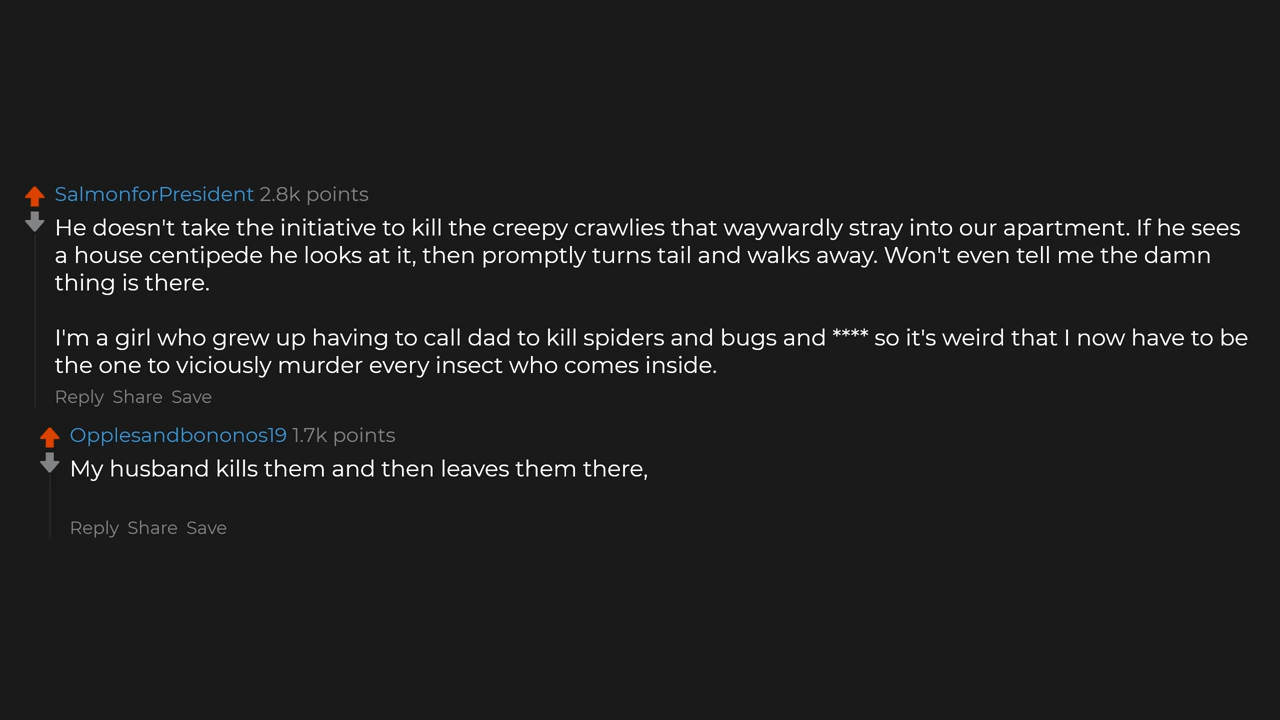 SalmonforPresident 2.8k points
He doesn't take the initiative to kill the creepy crawlies that waywardly stray into our apartment. If he sees
a house centipede he looks at it, then promptly turns tail and walks away. Won't even tell me the damn
thing is there.
I'm a girl who grew up having to call dad to kill spiders and bugs and **** so it's weird that I now have to be
the one to viciously murder every insect who comes inside.
Reply Share Save
Opplesandbononos19 1.7k points
My husband kills them and then leaves them there,
Reply Share Save